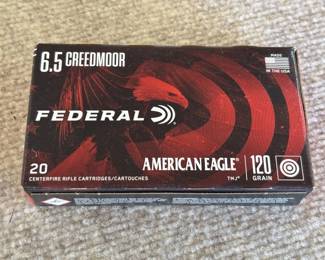 6.5 CREEDMOOR
MADE
IN THE USA
FEDERAL
20
CENTERFIRE RIFLE CARTRIDGES/CARTOUCHES
AMERICAN EAGLE
TMJ
120
GRAIN